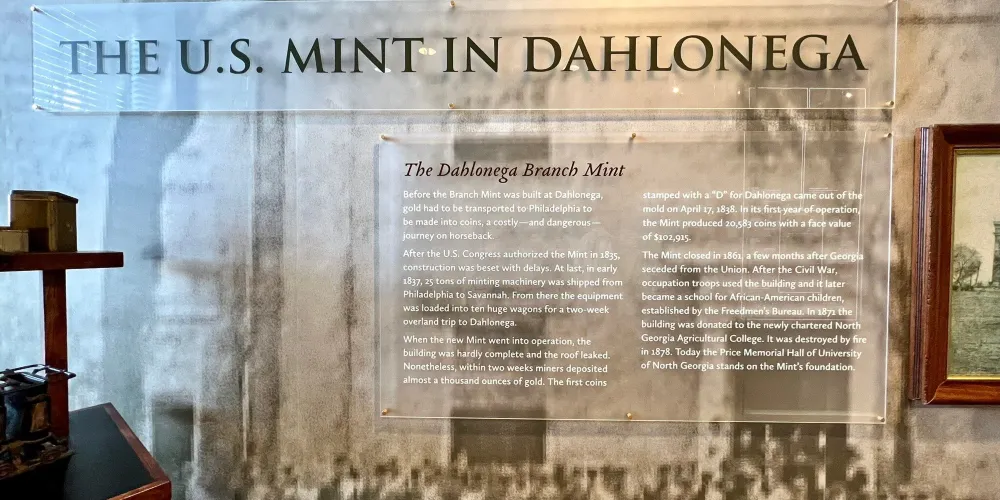 THE U.S. MINT IN DAHLONEGA
The Dahlonega Branch Mint
Before the Branch Mint was built at Dahlonega,
gold had to be transported to Philadelphia to
be made into coins, a costly—and dangerous—
journey on horseback.
After the U.S. Congress authorized the Mint in 1835,
construction was beset with delays. At last, in early
1837, 25 tons of minting machinery was shipped from
Philadelphia to Savannah. From there the equipment
was loaded into ten huge wagons for a two-week
overland trip to Dahlonega.
When the new Mint went into operation, the
building was hardly complete and the roof leaked.
Nonetheless, within two weeks miners deposited
almost a thousand ounces of gold. The first coins
stamped with a "D" for Dahlonega came out of the
mold on April 17, 1838. In its first year of operation,
the Mint produced 20,583 coins with a face value
of $102,915.
The Mint closed in 1861, a few months after Georgia
seceded from the Union. After the Civil War,
occupation troops used the building and it later
became a school for African-American children,
established by the Freedmen's Bureau. In 1871 the
building was donated to the newly chartered North
Georgia Agricultural College. It was destroyed by fire
in 1878. Today the Price Memorial Hall of University
of North Georgia stands on the Mint's foundation.